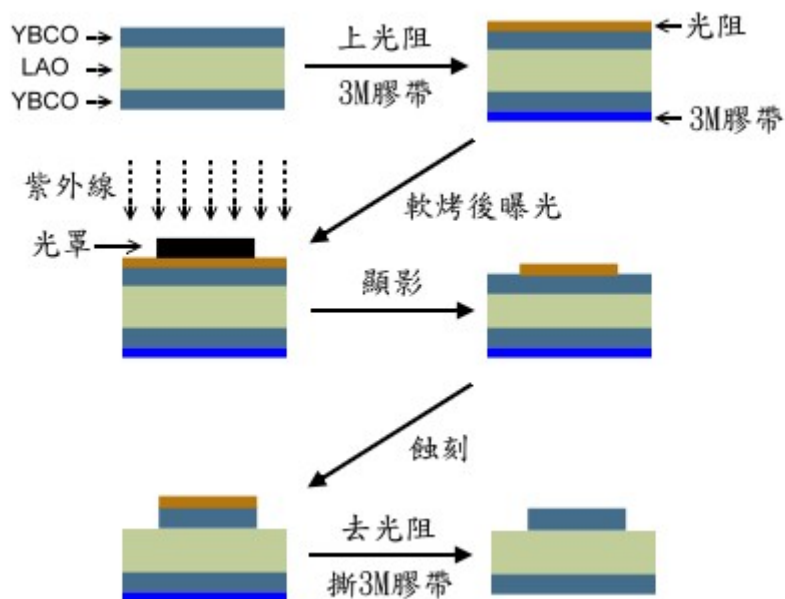 YBCO
LAO
YBCO
上光阻
3M膠帶
光阻
3M膠帶
紫外線
光罩
軟烤後曝光
顯影
蝕刻
去光阻
撕3M膠帶